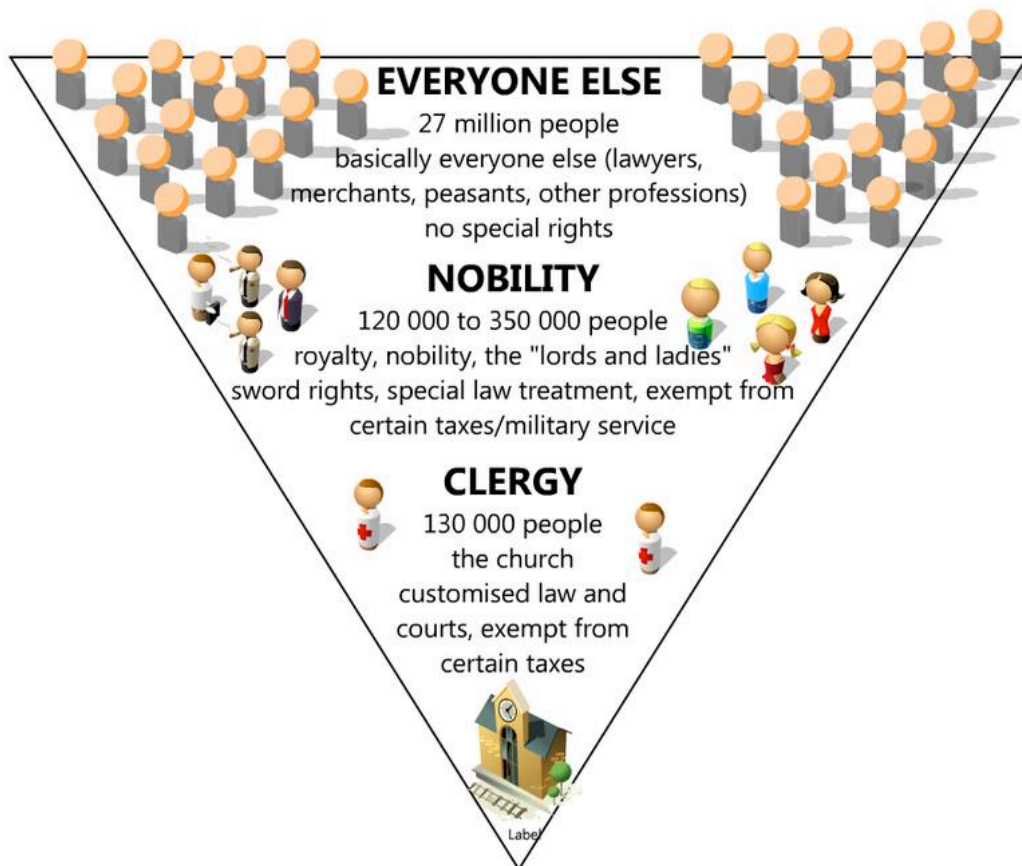 EVERYONE ELSE
27 million people
basically everyone else (lawyers,
merchants, peasants, other professions)
no special rights
NOBILITY
120 000 to 350 000 people
royalty, nobility, the "lords and ladies"
sword rights, special law treatment, exempt from
certain taxes/military service
CLERGY
130 000 people
the church
customised law and
courts, exempt from
certain taxes
Label